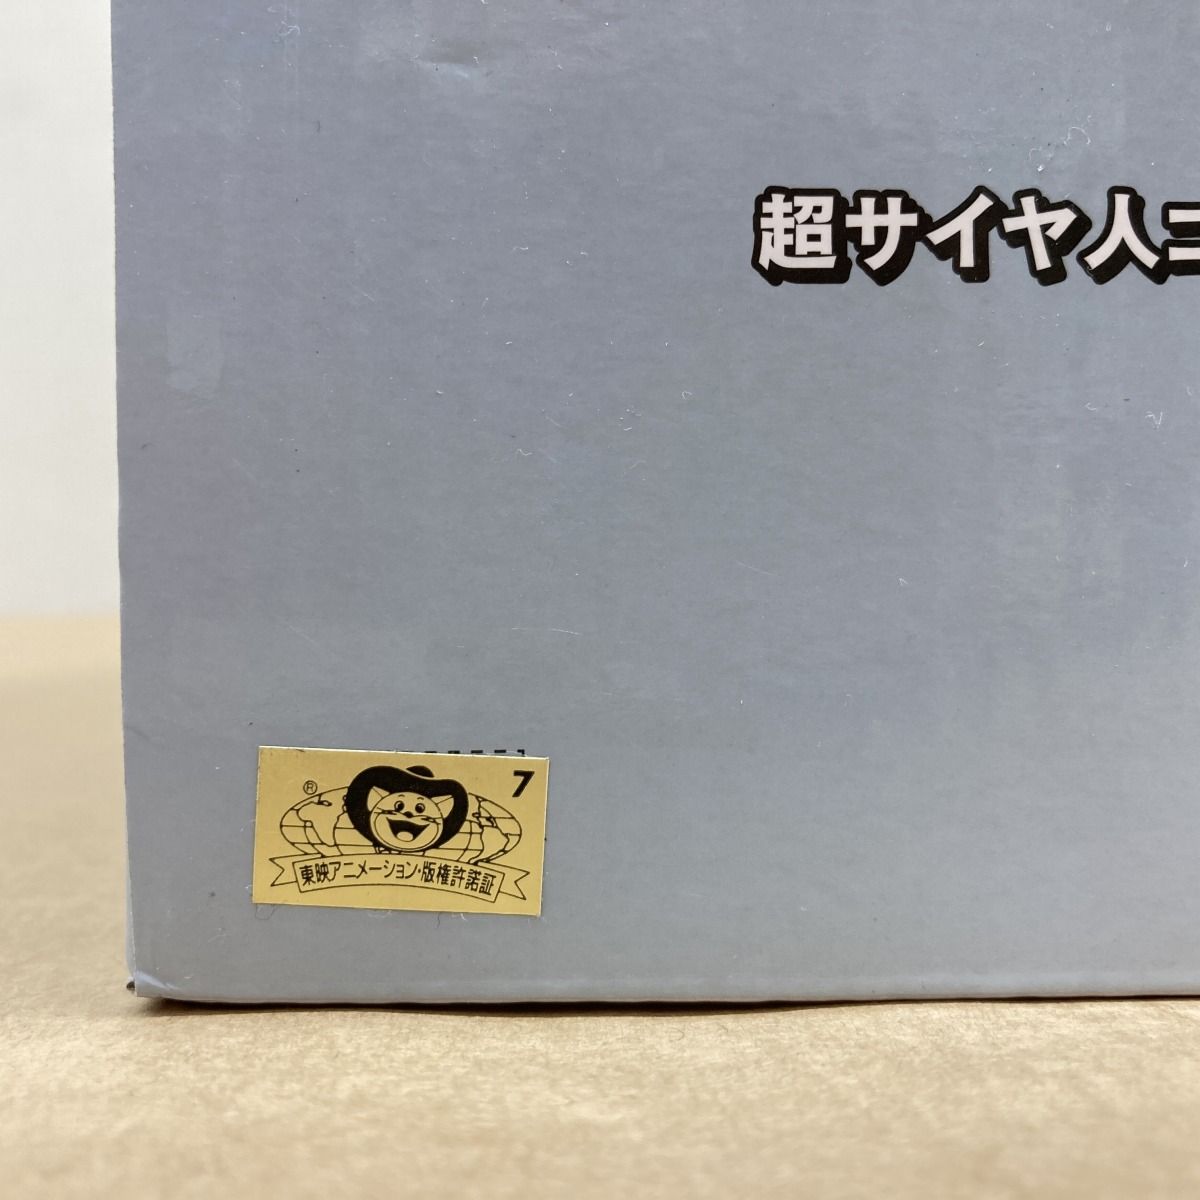 超サイヤ人
7
®
東映アニメーション・版権許諾証